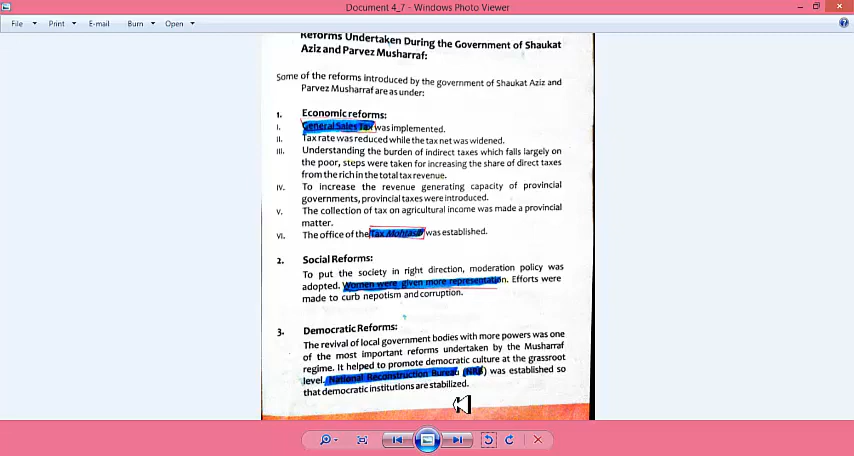 Document 4_7 - Windows Photo Viewer
File Print E-mail Burn Open
Reforms Undertaken During the Government of Shaukat
Aziz and Parvez Musharraf:
Some of the reforms introduced by the government of Shaukat Aziz and
Parvez Musharraf are as under:
1. Economic reforms:
I. General Sales Tax was implemented.
II. Tax rate was reduced while the tax net was widened.
III. Understanding the burden of indirect taxes which falls largely on
the poor, steps were taken for increasing the share of direct taxes
from the rich in the total tax revenue.
IV. To increase the revenue generating capacity of provincial
governments, provincial taxes were introduced.
V. The collection of tax on agricultural income was made a provincial
matter.
VI. The office of the Tax Mohtasib was established.
2. Social Reforms:
To put the society in right direction, moderation policy was
adopted. Women were given more representation. Efforts were
made to curb nepotism and corruption.
3. Democratic Reforms:
The revival of local government bodies with more powers was one
of the most important reforms undertaken by the Musharraf
regime. It helped to promote democratic culture at the grassroot
level. National Reconstruction Bureau (NRB) was established so
that democratic institutions are stabilized.